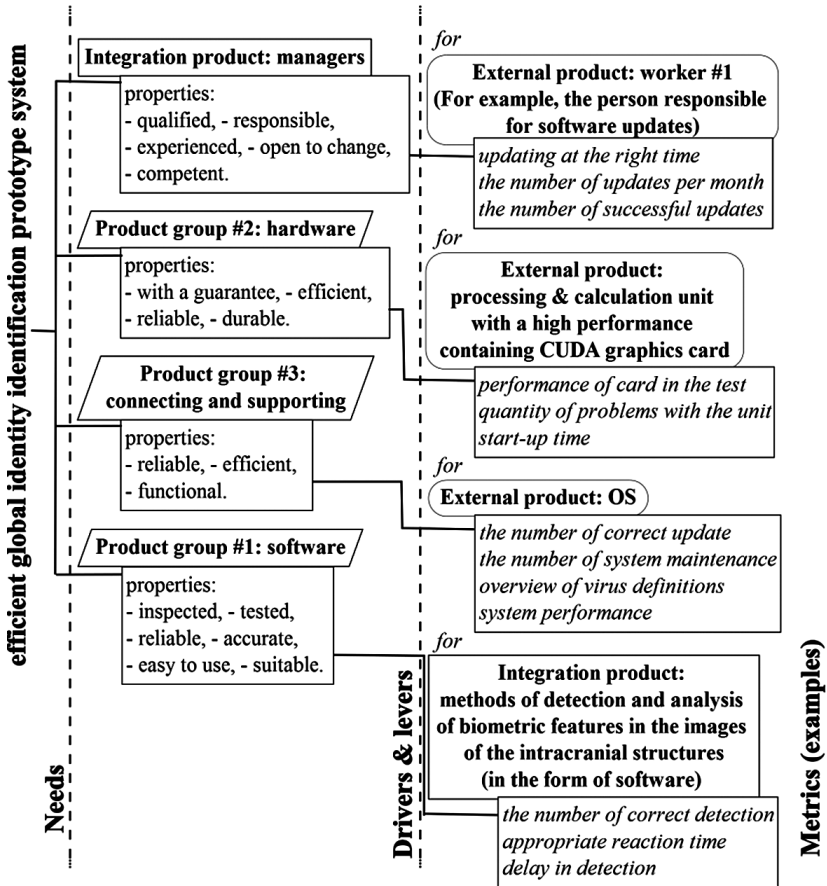 efficient global identity identification prototype system
Needs
Integration product: managers
properties:
- qualified, - responsible,
- experienced, - open to change,
- competent.
Product group #2: hardware
properties:
- with a guarantee, - efficient,
- reliable, - durable.
Product group #3:
connecting and supporting
properties:
- reliable, - efficient,
- functional.
Product group #1: software
properties:
- inspected, - tested,
- reliable, - accurate,
- easy to use, - suitable.
Drivers & levers
for
External product: worker #1
(For example, the person responsible
for software updates)
updating at the right time
the number of updates per month
the number of successful updates
for
External product:
processing & calculation unit
with a high performance
containing CUDA graphics card
performance of card in the test
quantity of problems with the unit
start-up time
for
External product: OS
the number of correct update
the number of system maintenance
overview of virus definitions
system performance
for
Integration product:
methods of detection and analysis
of biometric features in the images
of the intracranial structures
(in the form of software)
the number of correct detection
appropriate reaction time
delay in detection
Metrics (examples)